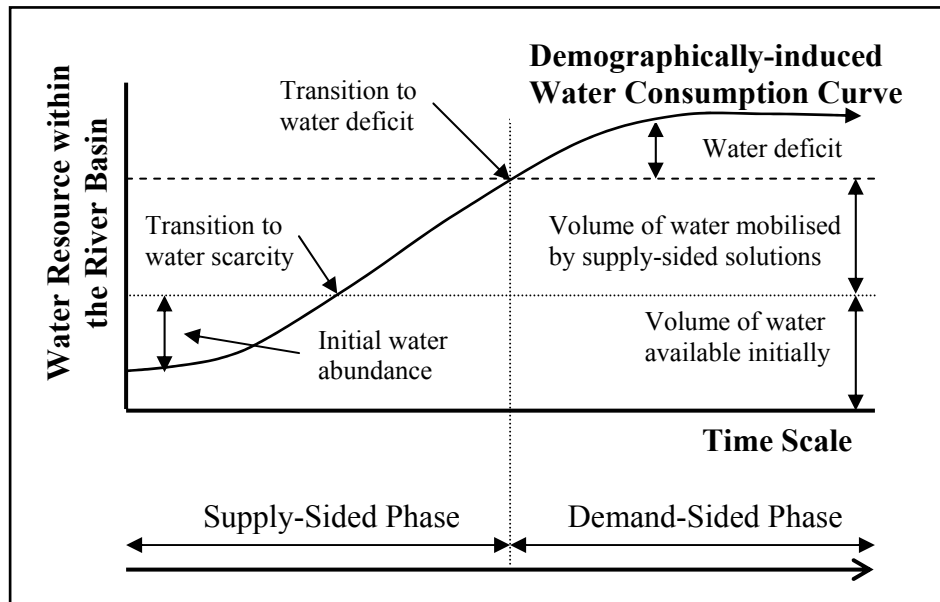 Demographically-induced
Water Consumption Curve
Transition to
water deficit
Water deficit
Water Resource within
the River Basin
Transition to
water scarcity
Volume of water mobilised
by supply-sided solutions
Initial water
abundance
Volume of water
available initially
Time Scale
Supply-Sided Phase
Demand-Sided Phase